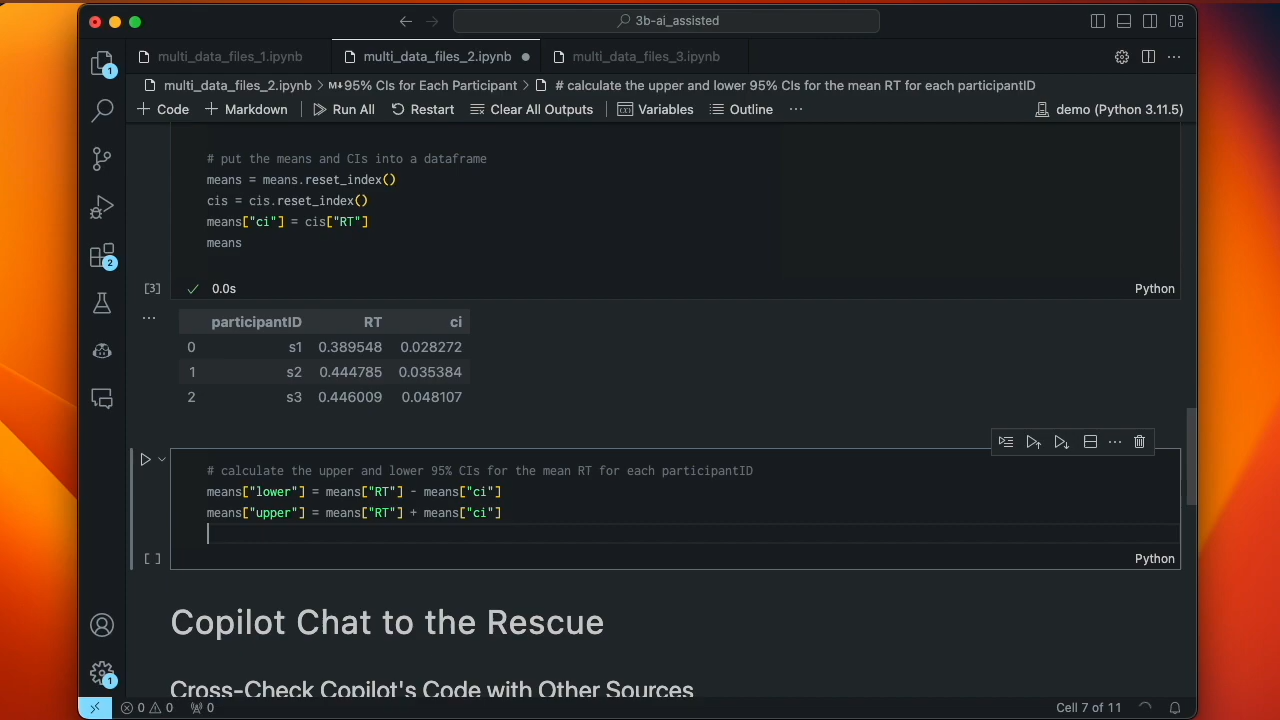 3b-ai_assisted
multi_data_files_1.ipynb
multi_data_files_2.ipynb
multi_data_files_3.ipynb
multi_data_files_2.ipynb > M↓95% CIs for Each Participant > # calculate the upper and lower 95% CIs for the mean RT for each participantID
+ Code + Markdown Run All Restart Clear All Outputs Variables Outline ··· demo (Python 3.11.5)
1
# put the means and CIs into a dataframe
means = means.reset_index()
cis = cis.reset_index()
means["ci"] = cis["RT"]
means
2
[3] ✓ 0.0s Python
... participantID RT ci
0 s1 0.389548 0.028272
1 s2 0.444785 0.035384
2 s3 0.446009 0.048107
# calculate the upper and lower 95% CIs for the mean RT for each participantID
means["lower"] = means["RT"] - means["ci"]
means["upper"] = means["RT"] + means["ci"]
[ ] Python
Copilot Chat to the Rescue
Cross-Check Copilot's Code with Other Sources
1
0 0 0 Cell 7 of 11